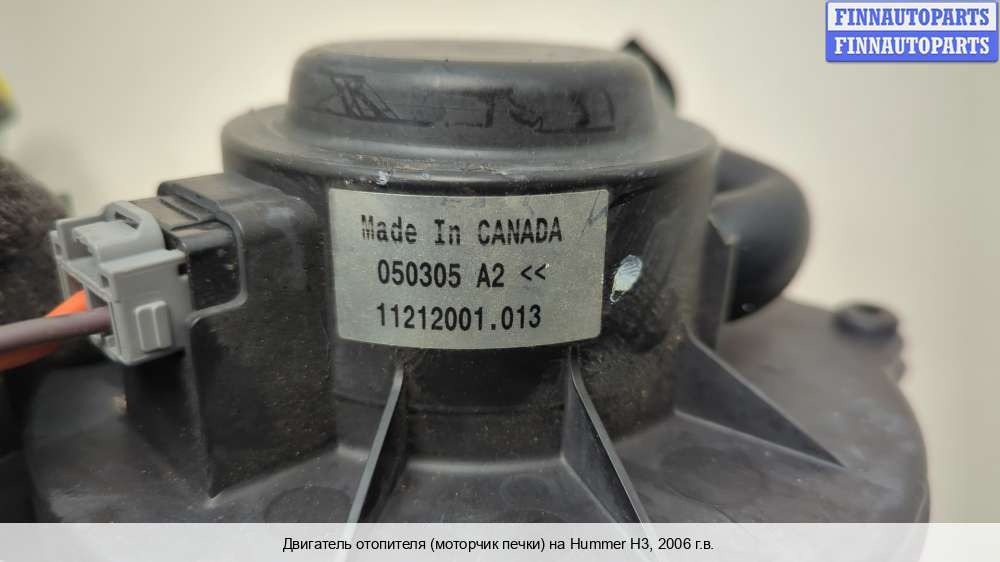 FINNAUTOPARTS
FINNAUTOPARTS
Made In CANADA
050305 A2 <<
11212001.013
Двигатель отопителя (моторчик печки) на Hummer H3, 2006 г.в.